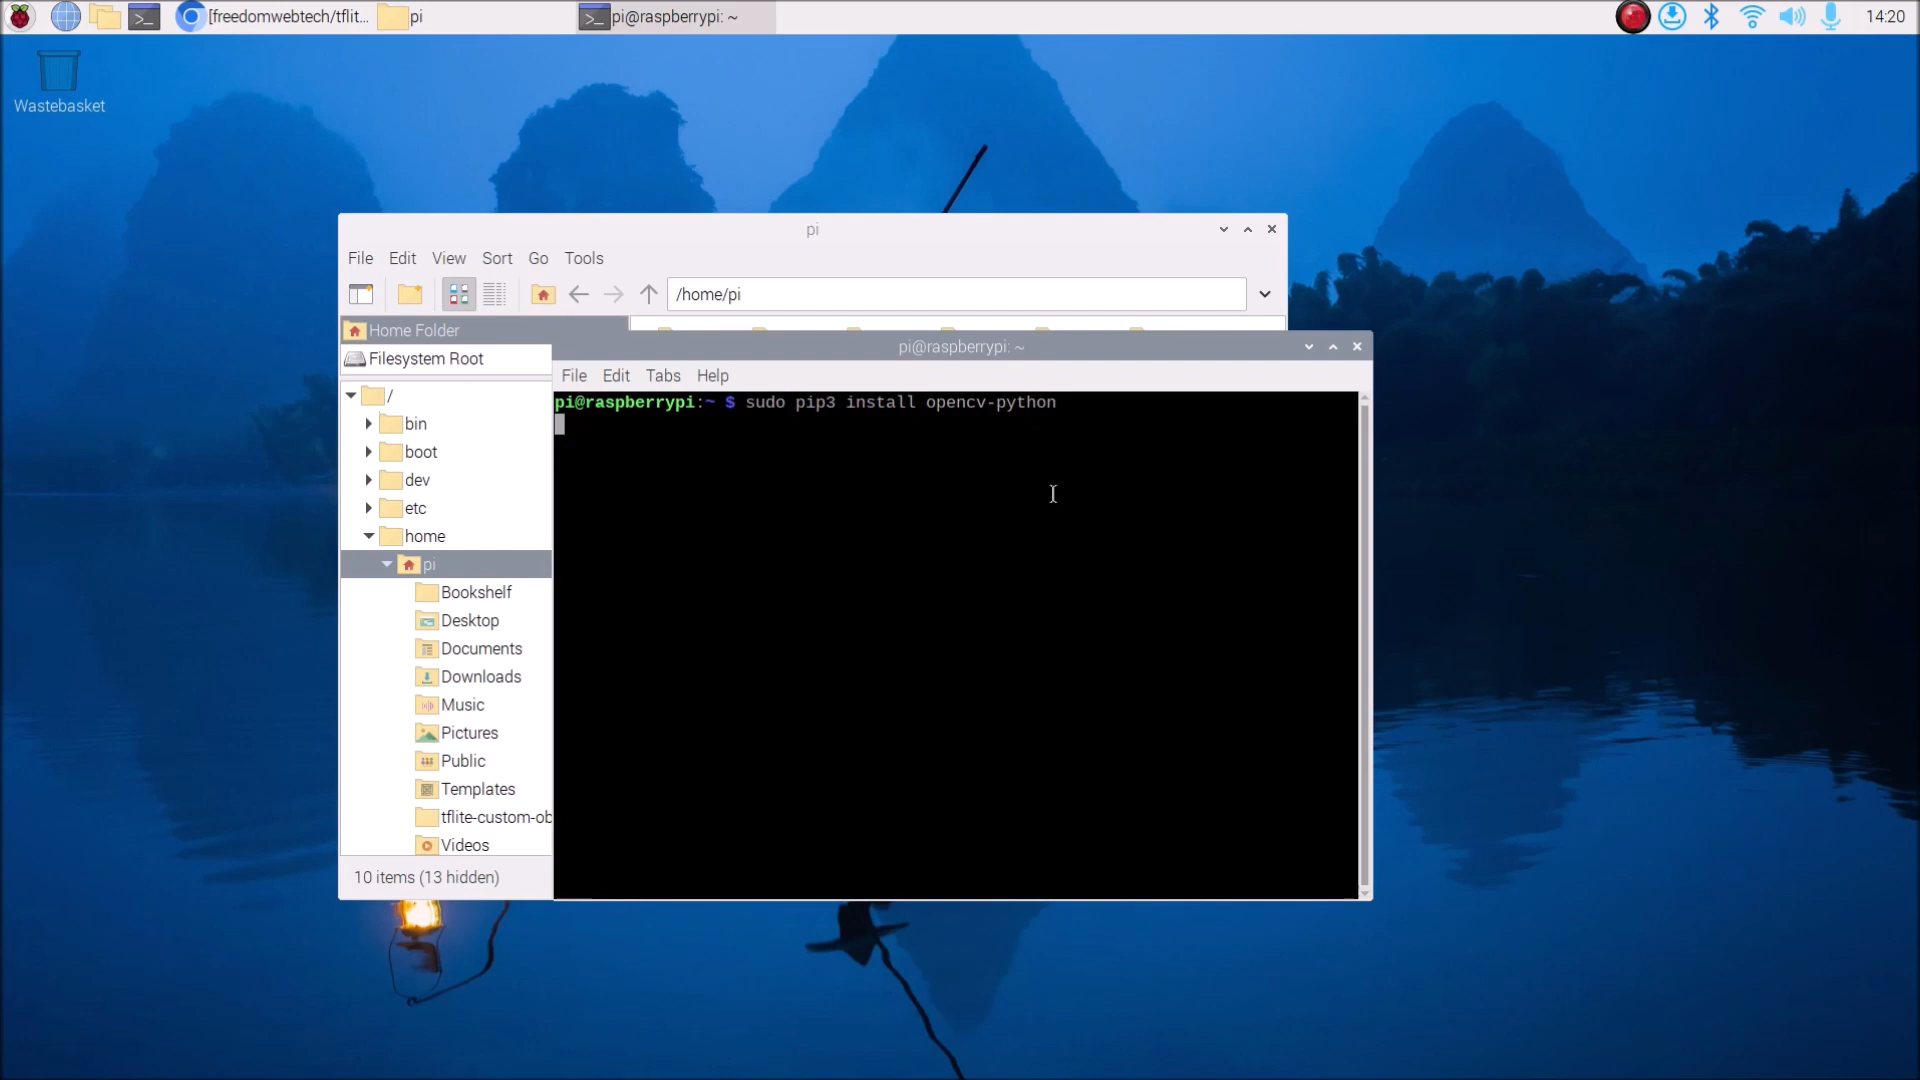 [freedomwebtech/tflit...
pi
pi@raspberrypi: ~
14:20
Wastebasket
pi
File Edit View Sort Go Tools
/home/pi
Home Folder
Filesystem Root
/
bin
boot
dev
etc
home
pi
Bookshelf
Desktop
Documents
Downloads
Music
Pictures
Public
Templates
tflite-custom-ob
Videos
10 items (13 hidden)
pi@raspberrypi: ~
File Edit Tabs Help
pi@raspberrypi:~ $ sudo pip3 install opencv-python